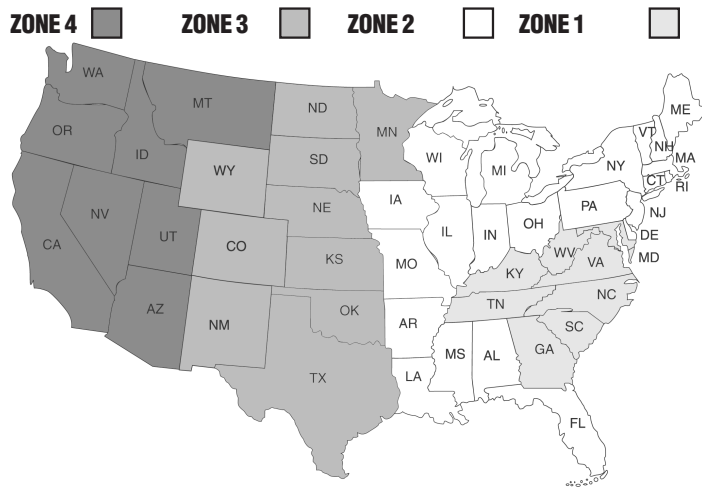 ZONE 4 ZONE 3 ZONE 2 ZONE 1
WA
MT
ND
MN
ME
OR
ID
SD
WI
MI
VT
NH
NY
MA
WY
CT
RI
IA
NE
PA
NJ
NV
UT
CO
IL
IN
OH
DE
CA
KS
MO
WV
VA
MD
KY
AZ
NM
OK
AR
TN
NC
SC
TX
LA
MS
AL
GA
FL